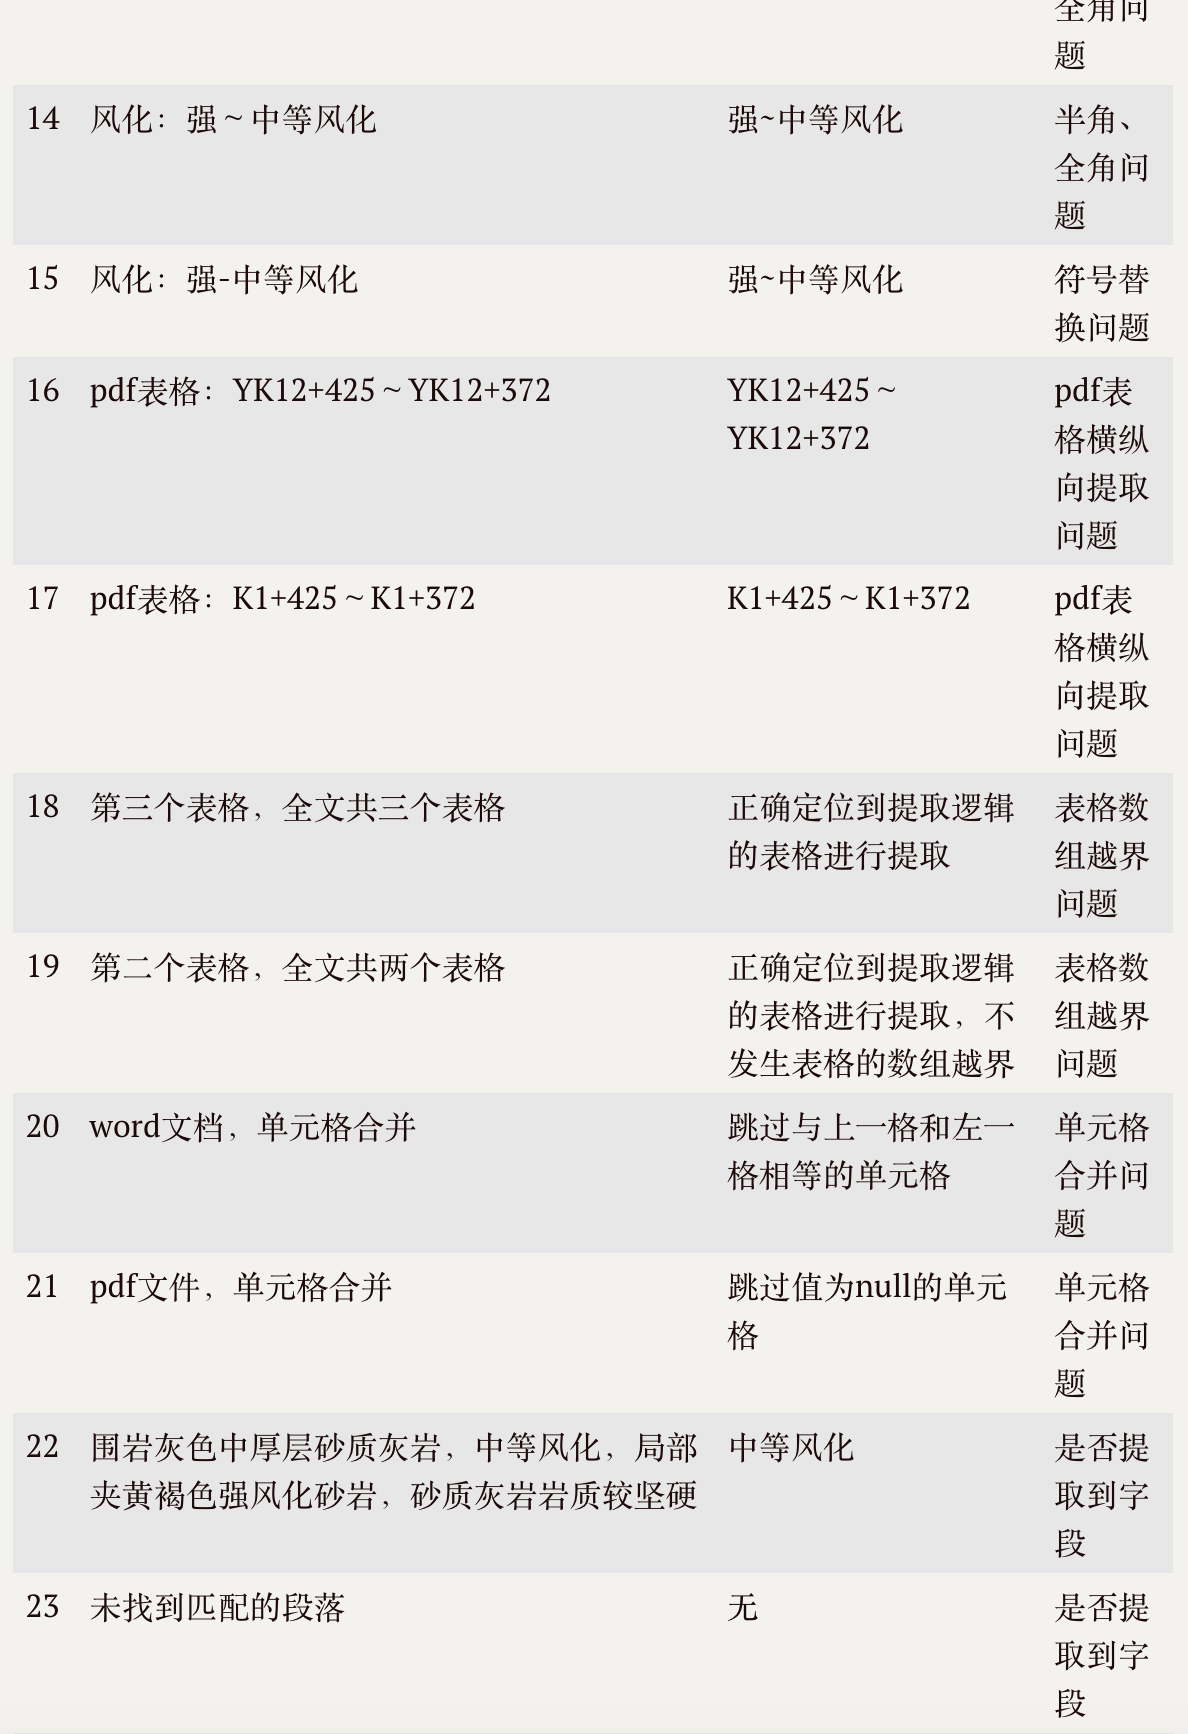 全角问
题
14 风化：强～中等风化 强~中等风化 半角、
全角问
题
15 风化：强-中等风化 强~中等风化 符号替
换问题
16 pdf表格：YK12+425～YK12+372 YK12+425～ pdf表
YK12+372 格横纵
向提取
问题
17 pdf表格：K1+425～K1+372 K1+425～K1+372 pdf表
格横纵
向提取
问题
18 第三个表格，全文共三个表格 正确定位到提取逻辑 表格数
的表格进行提取 组越界
问题
19 第二个表格，全文共两个表格 正确定位到提取逻辑 表格数
的表格进行提取，不 组越界
发生表格的数组越界 问题
20 word文档，单元格合并 跳过与上一格和左一 单元格
格相等的单元格 合并问
题
21 pdf文件，单元格合并 跳过值为null的单元 单元格
格 合并问
题
22 围岩灰色中厚层砂质灰岩，中等风化，局部 中等风化 是否提
夹黄褐色强风化砂岩，砂质灰岩岩质较坚硬 取到字
段
23 未找到匹配的段落 无 是否提
取到字
段